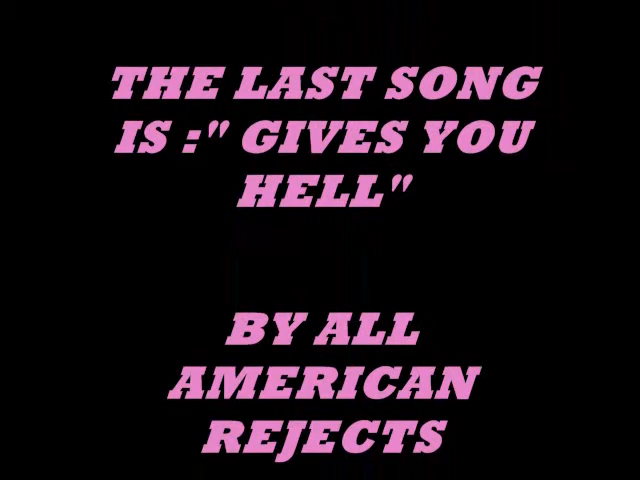 THE LAST SONG
IS :" GIVES YOU
HELL"
BY ALL
AMERICAN
REJECTS